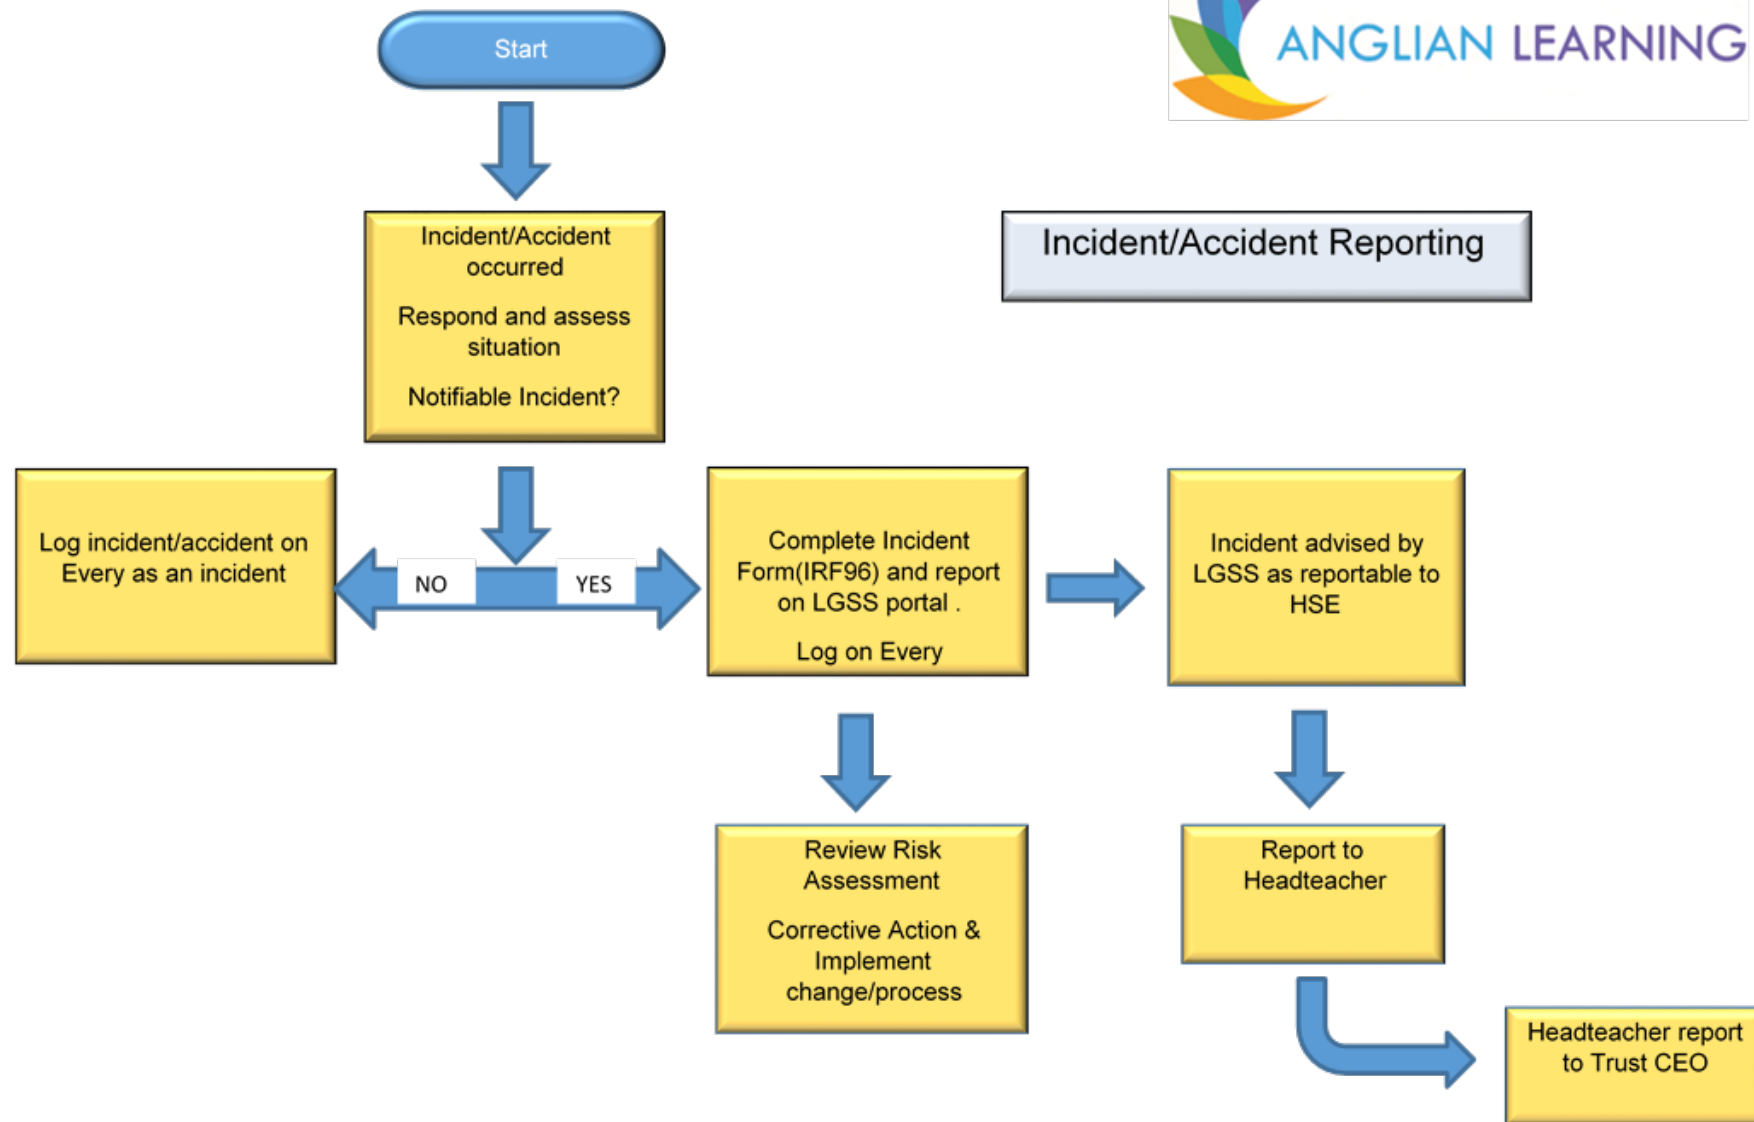 Start
ANGLIAN LEARNING
Incident/Accident
occurred
Respond and assess
situation
Notifiable Incident?
Incident/Accident Reporting
Log incident/accident on
Every as an incident
NO
YES
Complete Incident
Form(IRF96) and report
on LGSS portal .
Log on Every
Incident advised by
LGSS as reportable to
HSE
Review Risk
Assessment
Corrective Action &
Implement
change/process
Report to
Headteacher
Headteacher report
to Trust CEO